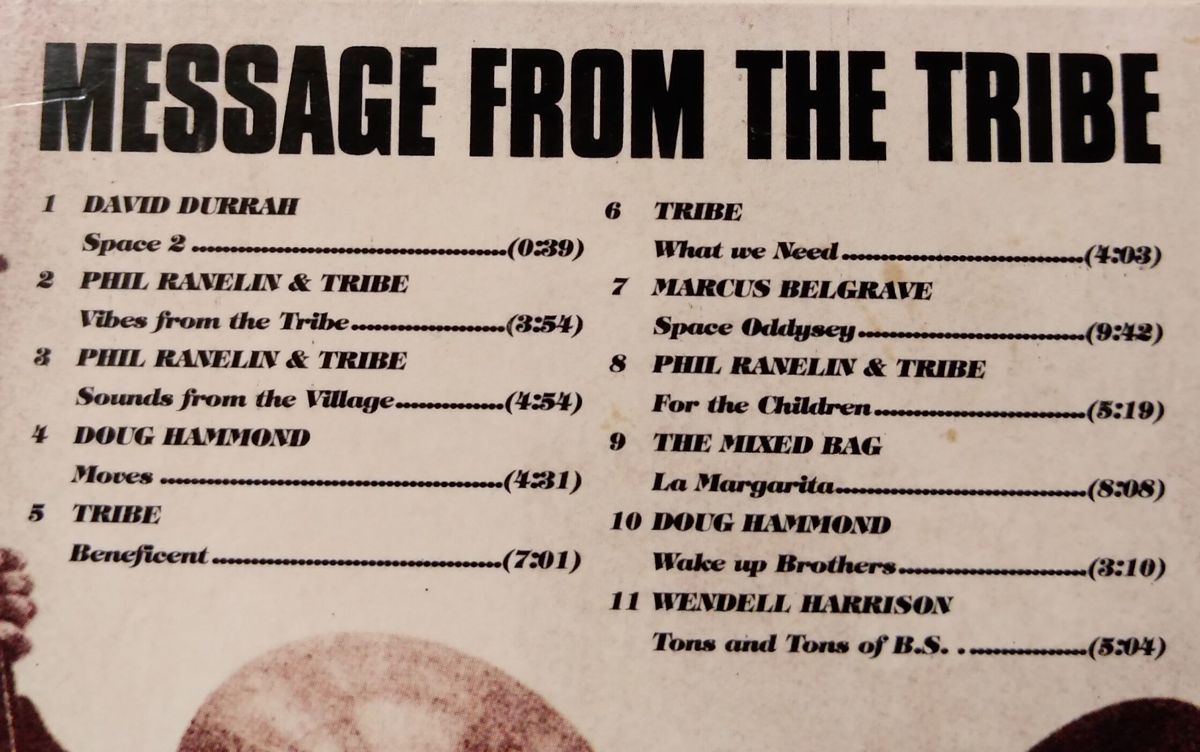 MESSAGE FROM THE TRIBE
1 DAVID DURRAH
Space 2 ........................................(0:39)
2 PHIL RANELIN & TRIBE
Vibes from the Tribe....................(3:54)
3 PHIL RANELIN & TRIBE
Sounds from the Village..............(4:54)
4 DOUG HAMMOND
Moves ...........................................(4:31)
5 TRIBE
Beneficent.....................................(7:01)
6 TRIBE
What we Need...............................(4:03)
7 MARCUS BELGRAVE
Space Oddysey.............................(9:42)
8 PHIL RANELIN & TRIBE
For the Children...........................(5:19)
9 THE MIXED BAG
La Margarita................................(8:08)
10 DOUG HAMMOND
Wake up Brothers........................(3:10)
11 WENDELL HARRISON
Tons and Tons of B.S. . ...............(5:04)